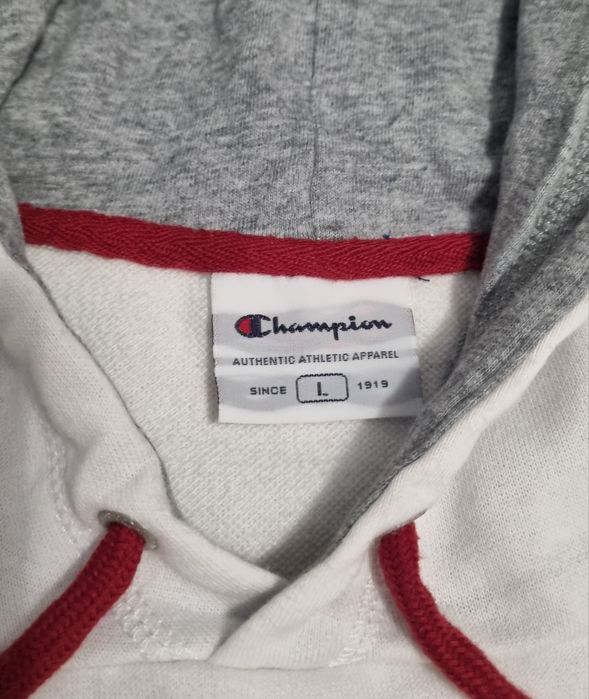 Champion
AUTHENTIC ATHLETIC APPAREL
SINCE L 1919